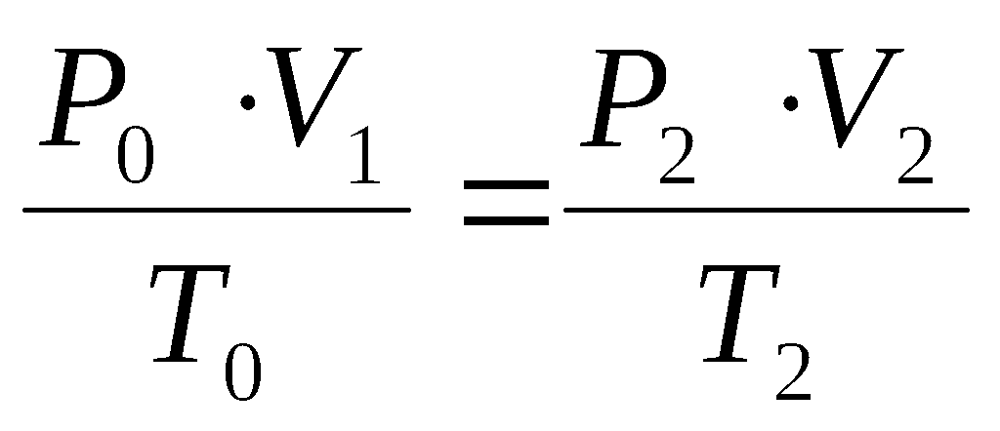 P₀ ·V₁ / T₀ = P₂ ·V₂ / T₂